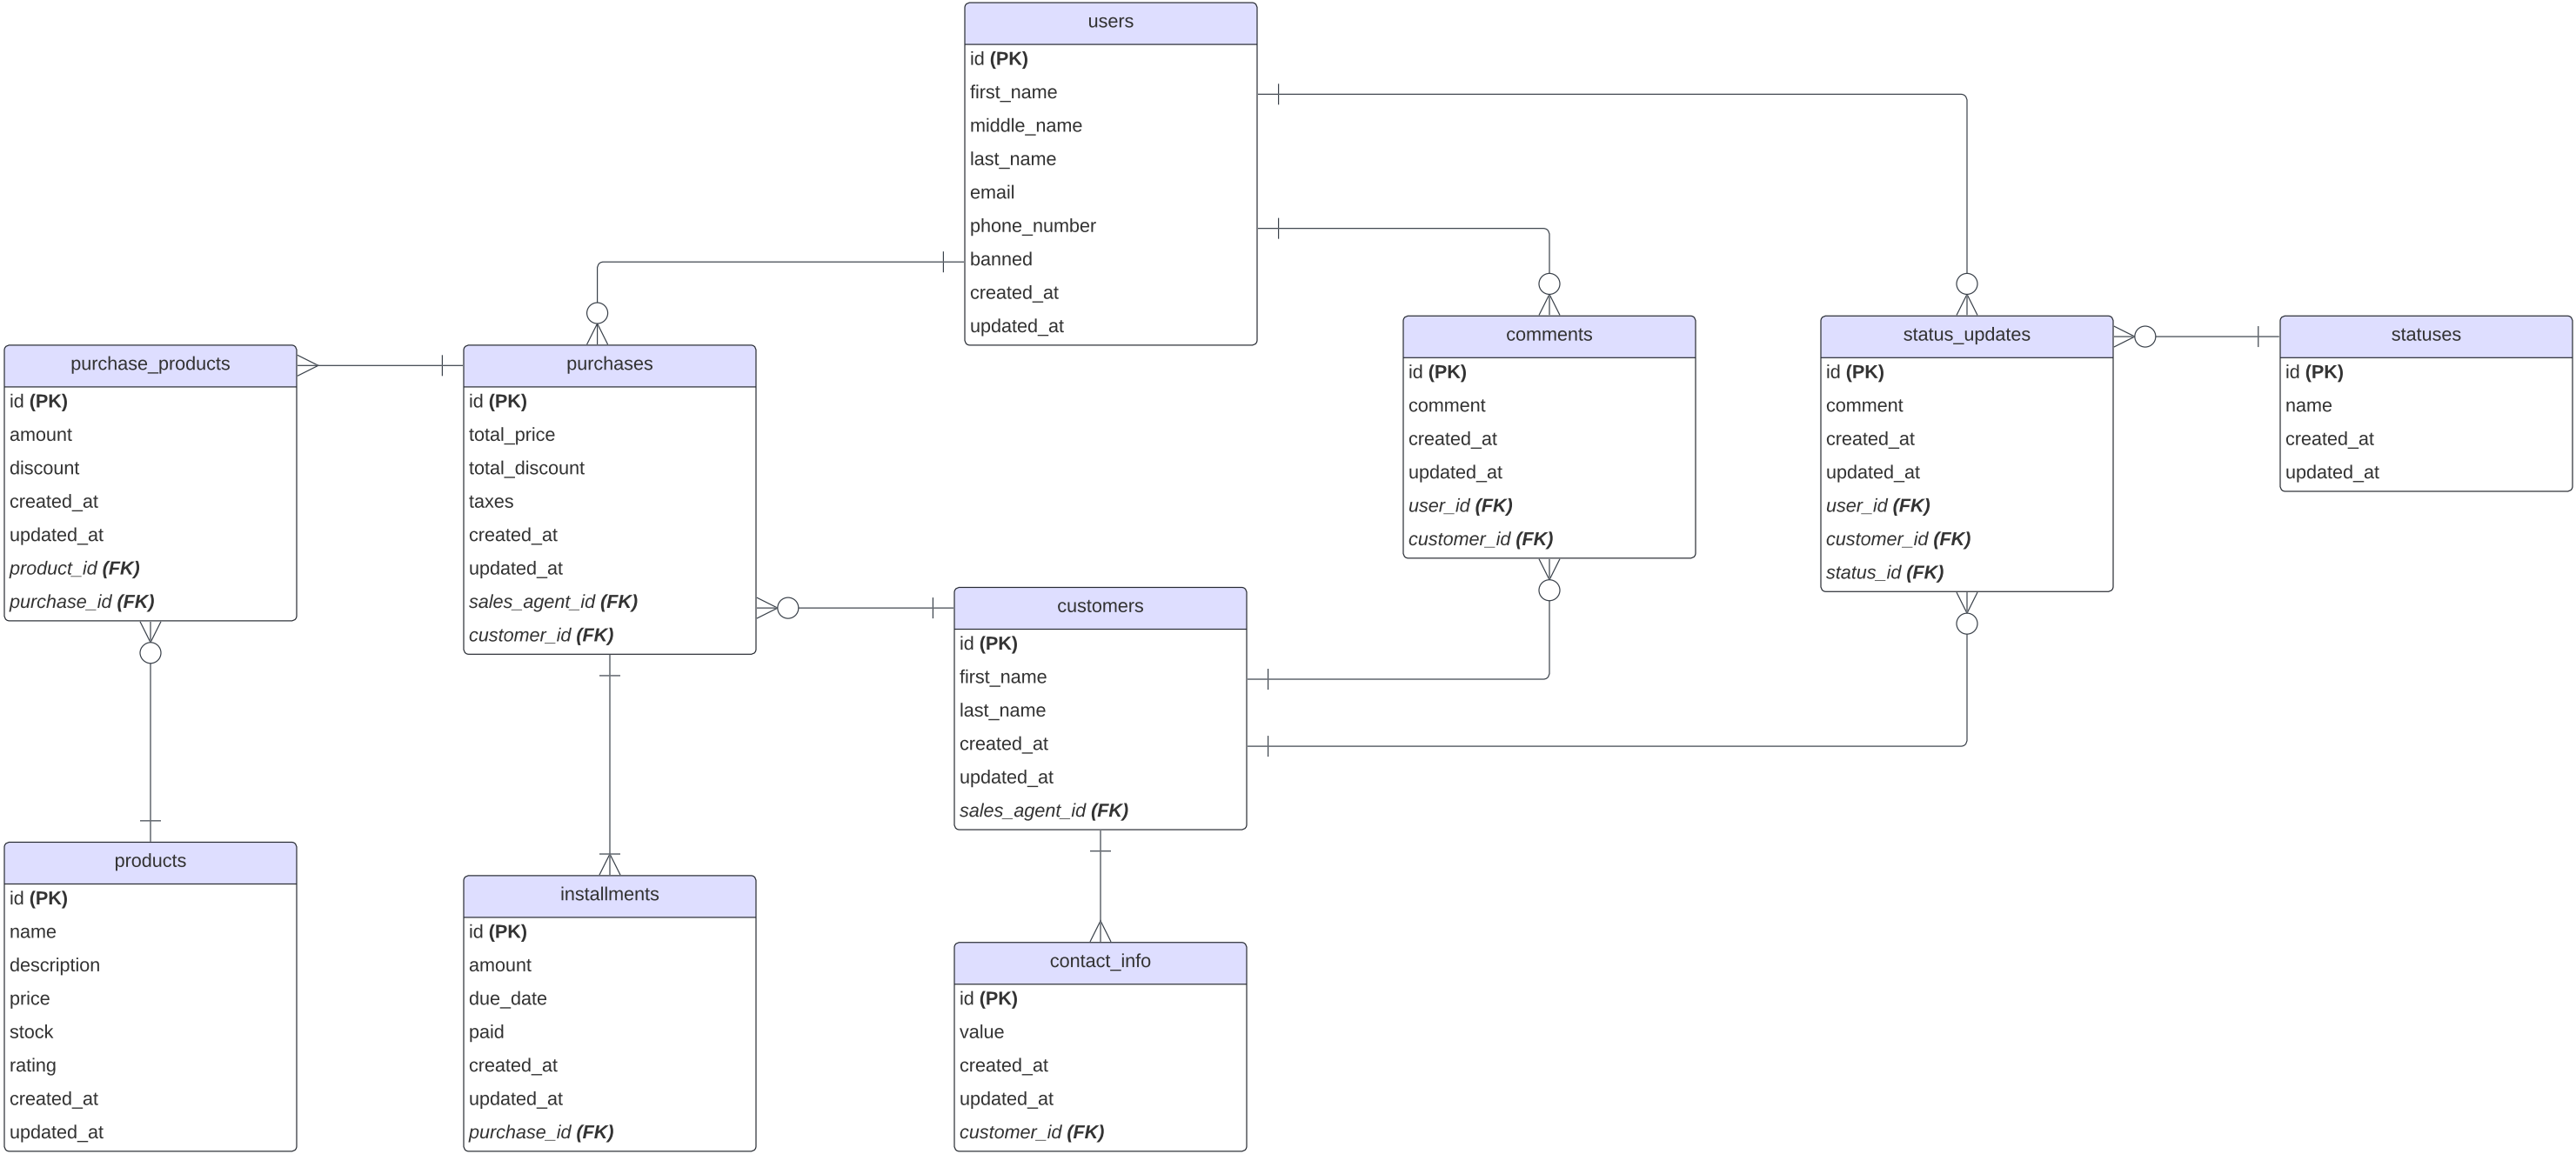 users
id (PK)
first_name
middle_name
last_name
email
phone_number
banned
created_at
updated_at
purchase_products
id (PK)
amount
discount
created_at
updated_at
product_id (FK)
purchase_id (FK)
purchases
id (PK)
total_price
total_discount
taxes
created_at
updated_at
sales_agent_id (FK)
customer_id (FK)
comments
id (PK)
comment
created_at
updated_at
user_id (FK)
customer_id (FK)
status_updates
id (PK)
comment
created_at
updated_at
user_id (FK)
customer_id (FK)
status_id (FK)
statuses
id (PK)
name
created_at
updated_at
customers
id (PK)
first_name
last_name
created_at
updated_at
sales_agent_id (FK)
products
id (PK)
name
description
price
stock
rating
created_at
updated_at
installments
id (PK)
amount
due_date
paid
created_at
updated_at
purchase_id (FK)
contact_info
id (PK)
value
created_at
updated_at
customer_id (FK)